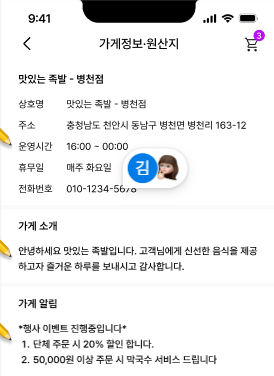 9:41
가게정보·원산지
3
맛있는 족발 - 병천점
상호명 맛있는 족발 - 병천점
주소 충청남도 천안시 동남구 병천면 병천리 163-12
운영시간 16:00 ~ 00:00
휴무일 매주 화요일
김
전화번호 010-1234-5678
가게 소개
안녕하세요 맛있는 족발입니다. 고객님에게 신선한 음식을 제공
하고자 즐거운 하루를 보내시고 감사합니다.
가게 알림
*행사 이벤트 진행중입니다*
1. 단체 주문 시 20% 할인 합니다.
2. 50,000원 이상 주문 시 막국수 서비스 드립니다